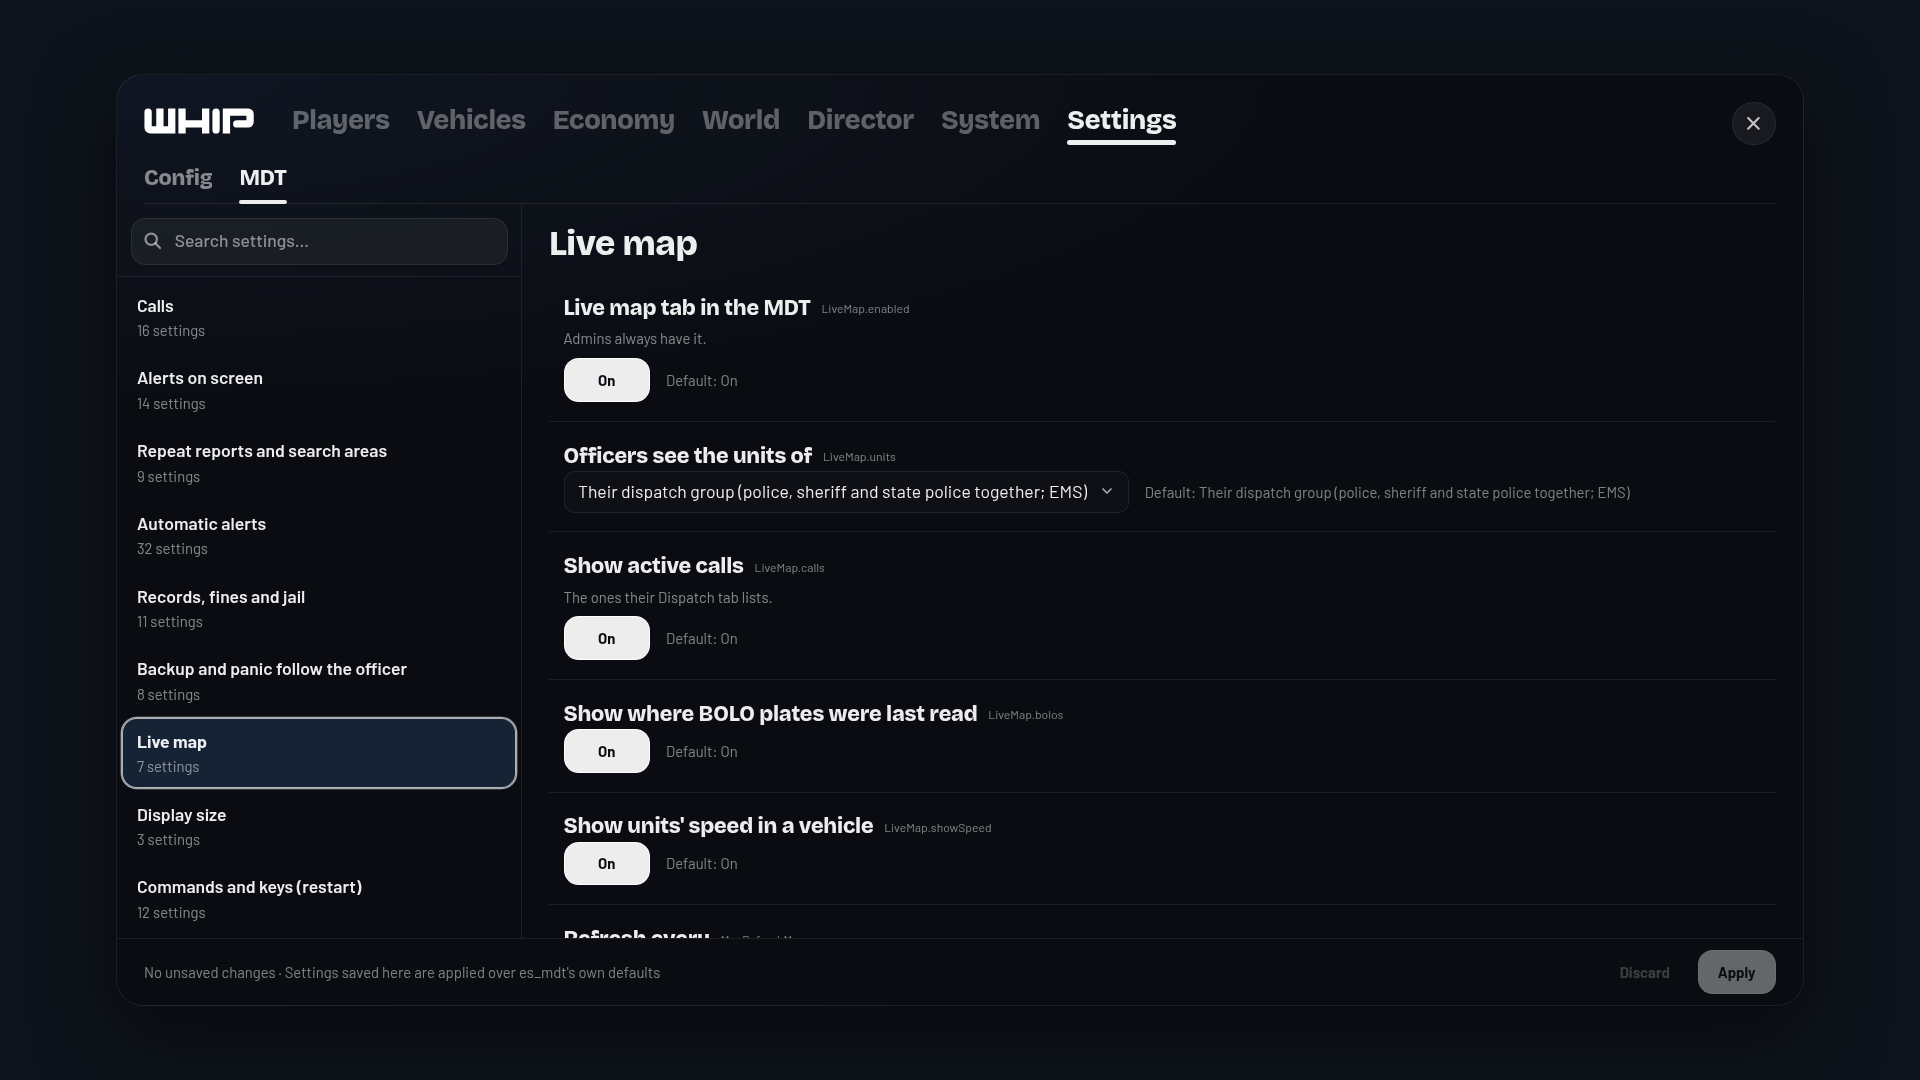 WHIP Players Vehicles Economy World Director System Settings
Config MDT
Search settings...
Calls
16 settings
Alerts on screen
14 settings
Repeat reports and search areas
9 settings
Automatic alerts
32 settings
Records, fines and jail
11 settings
Backup and panic follow the officer
8 settings
Live map
7 settings
Display size
3 settings
Commands and keys (restart)
12 settings
Live map
Live map tab in the MDT LiveMap.enabled
Admins always have it.
On Default: On
Officers see the units of LiveMap.units
Their dispatch group (police, sheriff and state police together; EMS) Default: Their dispatch group (police, sheriff and state police together; EMS)
Show active calls LiveMap.calls
The ones their Dispatch tab lists.
On Default: On
Show where BOLO plates were last read LiveMap.bolos
On Default: On
Show units' speed in a vehicle LiveMap.showSpeed
On Default: On
Refresh every
No unsaved changes · Settings saved here are applied over es_mdt's own defaults
Discard Apply